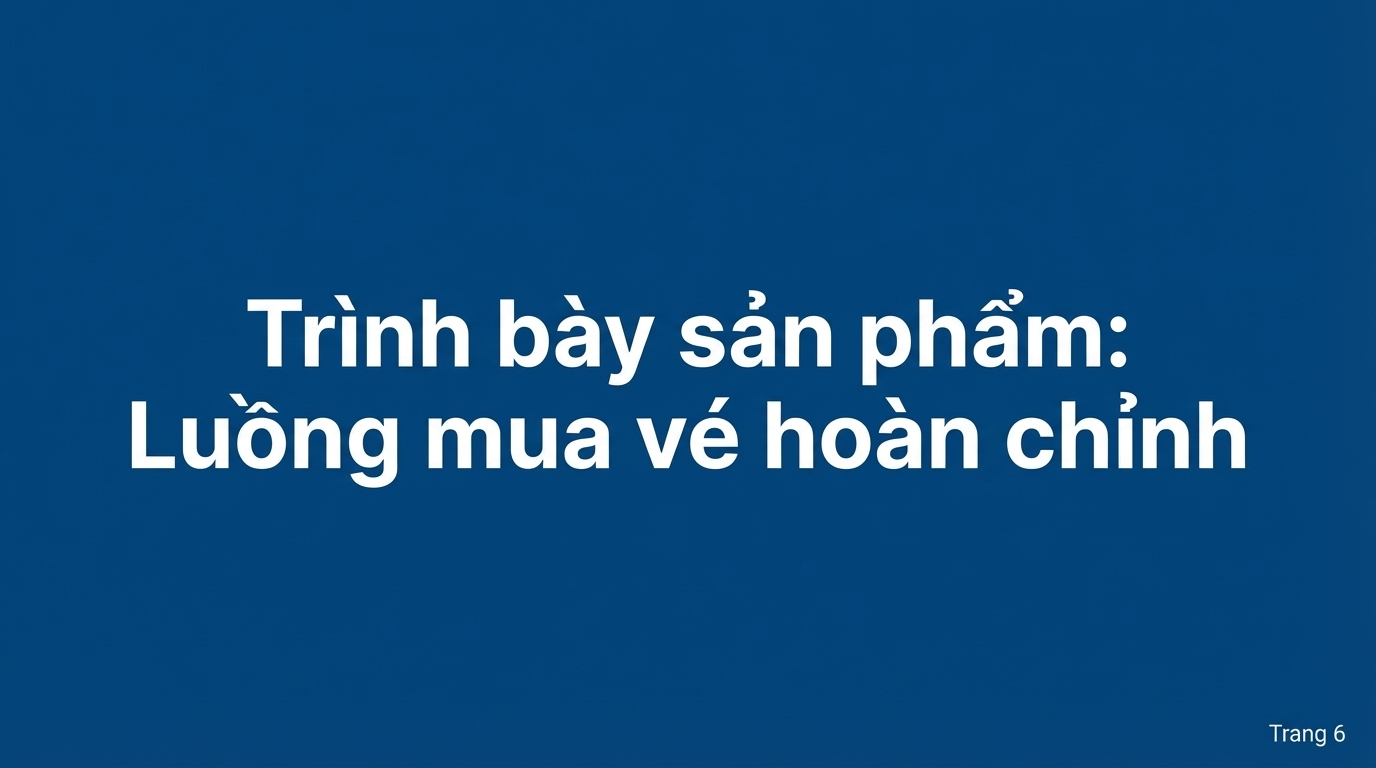 Trình bày sản phẩm:
Luồng mua vé hoàn chỉnh
Trang 6